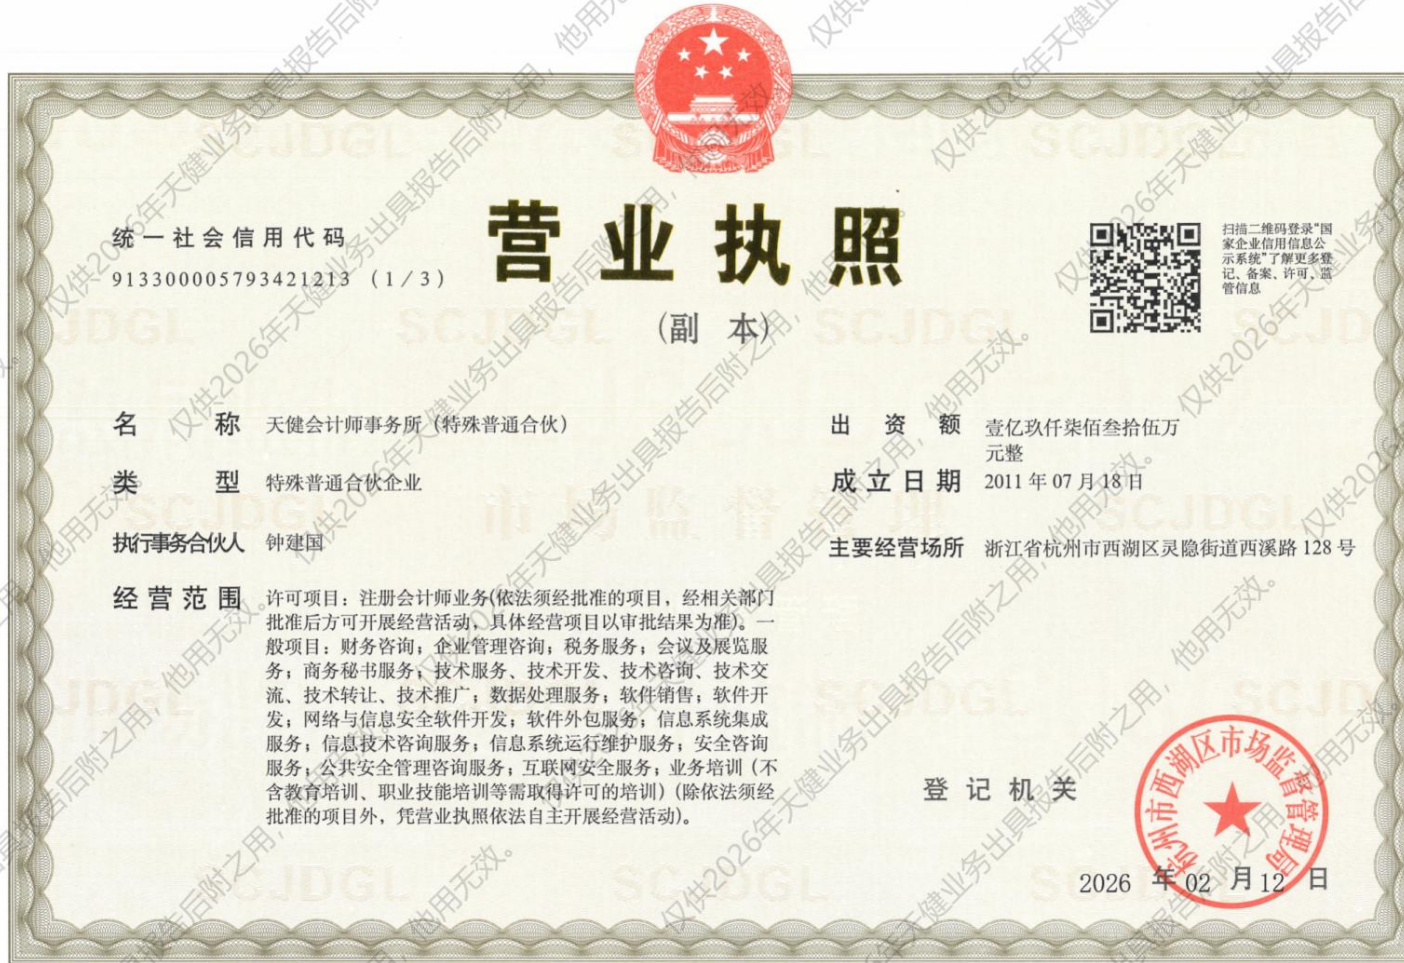 营业执照
(副 本)
统一社会信用代码
913300005793421213 (1/3)
扫描二维码登录“国
家企业信用信息公
示系统”了解更多登
记、备案、许可、监
管信息
名 称 天健会计师事务所（特殊普通合伙）
类 型 特殊普通合伙企业
执行事务合伙人 钟建国
经营范围 许可项目：注册会计师业务(依法须经批准的项目，经相关部门
批准后方可开展经营活动，具体经营项目以审批结果为准)。一
般项目：财务咨询；企业管理咨询；税务服务；会议及展览服
务；商务秘书服务；技术服务、技术开发、技术咨询、技术交
流、技术转让、技术推广；数据处理服务；软件销售；软件开
发；网络与信息安全软件开发；软件外包服务；信息系统集成
服务；信息技术咨询服务；信息系统运行维护服务；安全咨询
服务；公共安全管理咨询服务；互联网安全服务；业务培训（不
含教育培训、职业技能培训等需取得许可的培训）(除依法须经
批准的项目外，凭营业执照依法自主开展经营活动)。
出 资 额 壹亿玖仟柒佰叁拾伍万
元整
成立日期 2011 年 07 月 18 日
主要经营场所 浙江省杭州市西湖区灵隐街道西溪路 128 号
登 记 机 关
杭州市西湖区市场监督管理局
2026 年 02 月 12 日
仅供2026年天健业务出具报告后附之用，他用无效。
SCJDGL
市场监督管理